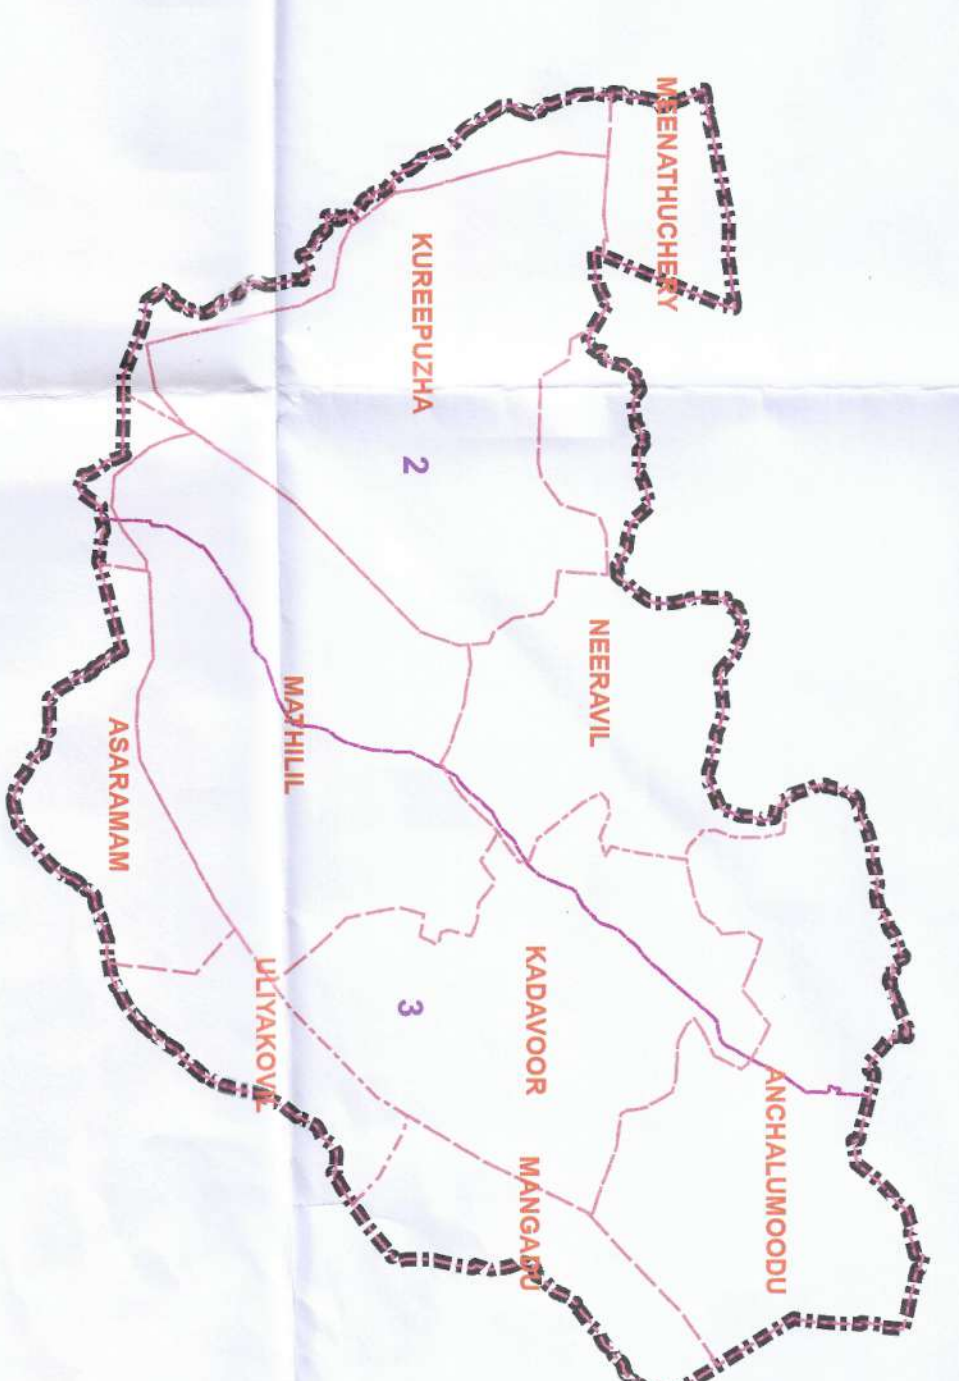 MEENATHUCHERY
KUREEPUZHA
2
NEERAVIL
MATHILIL
ASARAMAM
KADAVOOR
3
ULIYAKOVIL
ANCHALUMOODU
MANGADU